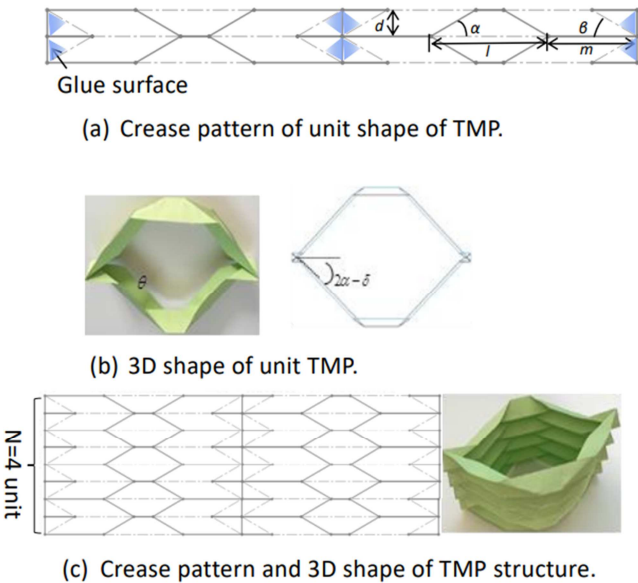 d α l β m
Glue surface
(a) Crease pattern of unit shape of TMP.
θ 2α-δ
(b) 3D shape of unit TMP.
N=4 unit
(c) Crease pattern and 3D shape of TMP structure.